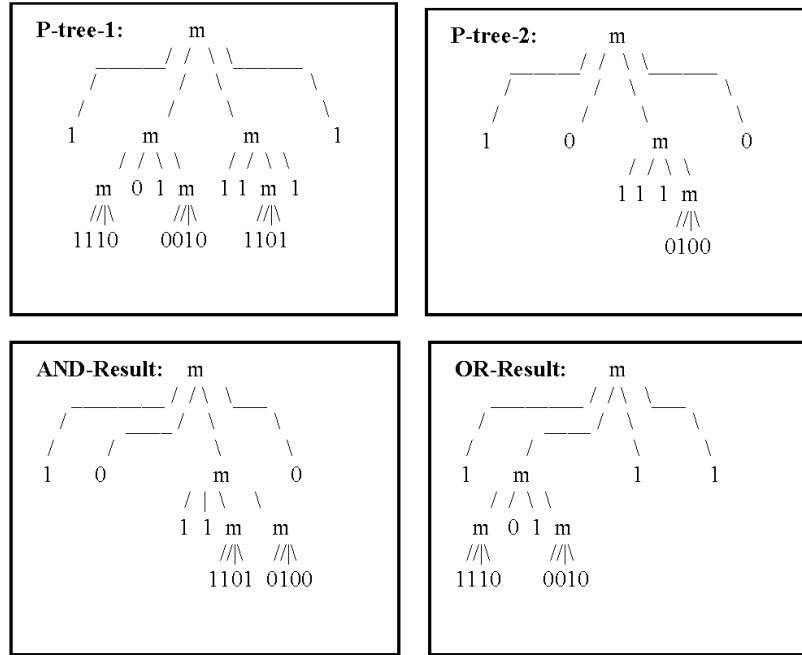 P-tree-1: m
1 m m 1
m 0 1 m 1 1 m 1
1110 0010 1101
P-tree-2: m
1 0 m 0
1 1 1 m
0100
AND-Result: m
1 0 m 0
1 1 m m
1101 0100
OR-Result: m
1 m 1 1
m 0 1 m
1110 0010